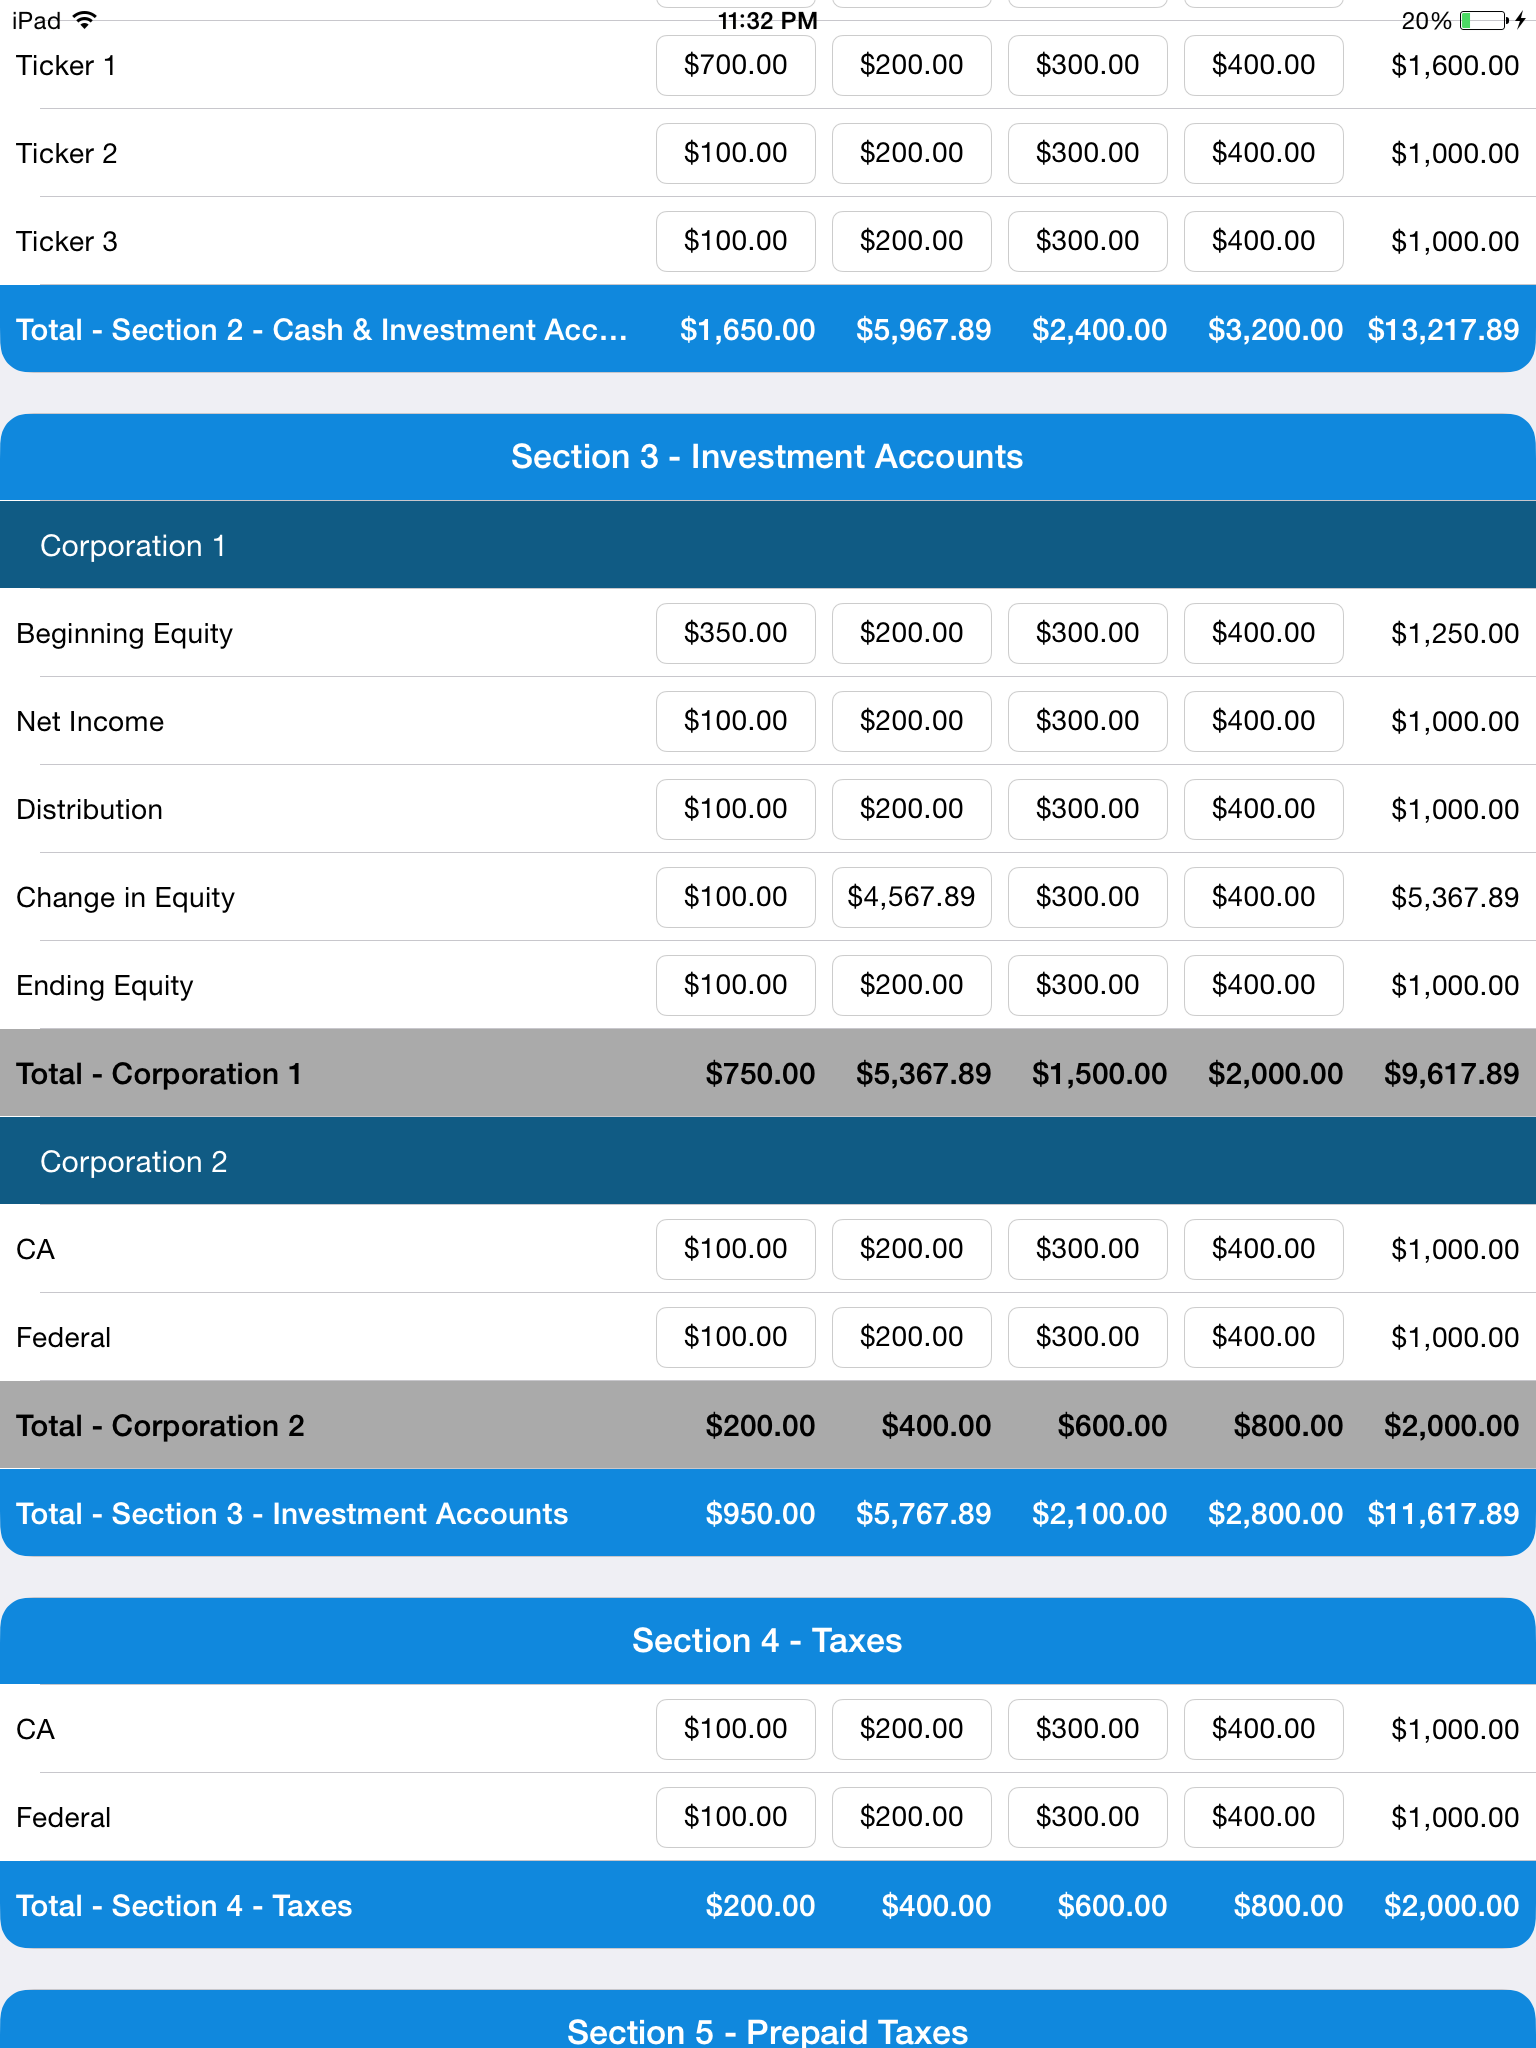 iPad 11:32 PM 20%
Ticker 1 $700.00 $200.00 $300.00 $400.00 $1,600.00
Ticker 2 $100.00 $200.00 $300.00 $400.00 $1,000.00
Ticker 3 $100.00 $200.00 $300.00 $400.00 $1,000.00
Total - Section 2 - Cash & Investment Acc... $1,650.00 $5,967.89 $2,400.00 $3,200.00 $13,217.89
Section 3 - Investment Accounts
Corporation 1
Beginning Equity $350.00 $200.00 $300.00 $400.00 $1,250.00
Net Income $100.00 $200.00 $300.00 $400.00 $1,000.00
Distribution $100.00 $200.00 $300.00 $400.00 $1,000.00
Change in Equity $100.00 $4,567.89 $300.00 $400.00 $5,367.89
Ending Equity $100.00 $200.00 $300.00 $400.00 $1,000.00
Total - Corporation 1 $750.00 $5,367.89 $1,500.00 $2,000.00 $9,617.89
Corporation 2
CA $100.00 $200.00 $300.00 $400.00 $1,000.00
Federal $100.00 $200.00 $300.00 $400.00 $1,000.00
Total - Corporation 2 $200.00 $400.00 $600.00 $800.00 $2,000.00
Total - Section 3 - Investment Accounts $950.00 $5,767.89 $2,100.00 $2,800.00 $11,617.89
Section 4 - Taxes
CA $100.00 $200.00 $300.00 $400.00 $1,000.00
Federal $100.00 $200.00 $300.00 $400.00 $1,000.00
Total - Section 4 - Taxes $200.00 $400.00 $600.00 $800.00 $2,000.00
Section 5 - Prepaid Taxes